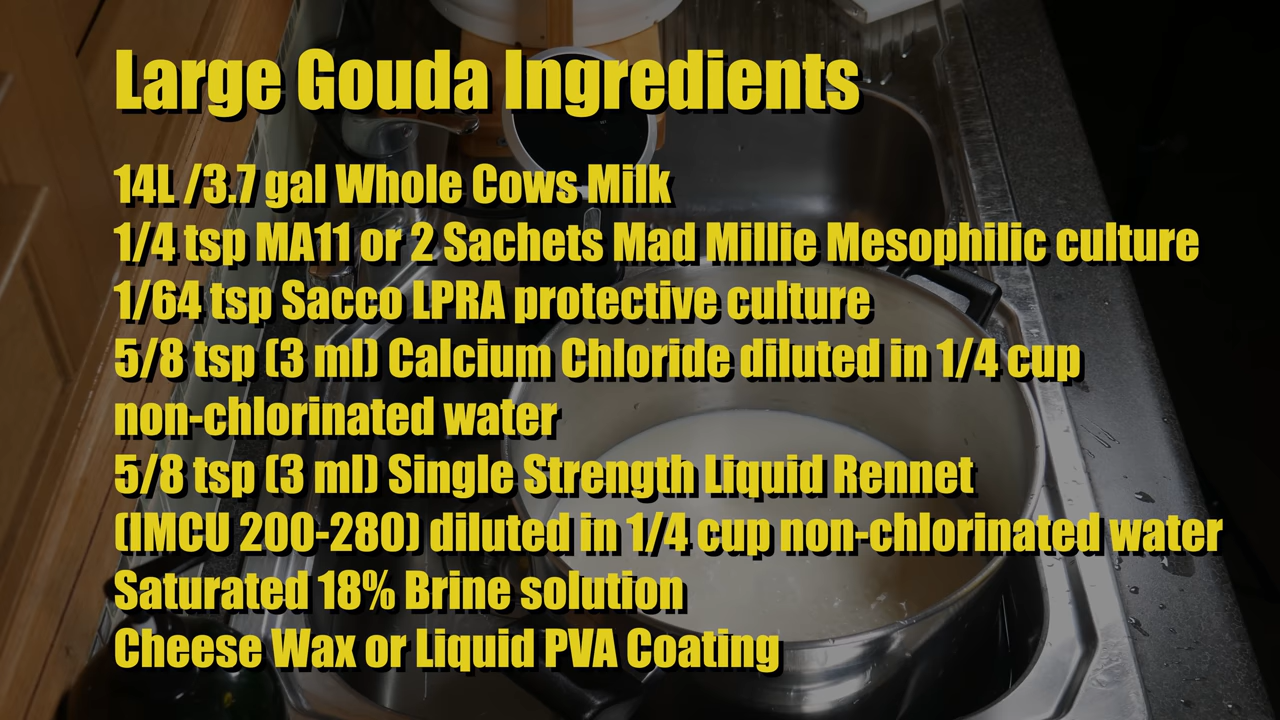 Large Gouda Ingredients
14L /3.7 gal Whole Cows Milk
1/4 tsp MA11 or 2 Sachets Mad Millie Mesophilic culture
1/64 tsp Sacco LPRA protective culture
5/8 tsp (3 ml) Calcium Chloride diluted in 1/4 cup
non-chlorinated water
5/8 tsp (3 ml) Single Strength Liquid Rennet
(IMCU 200-280) diluted in 1/4 cup non-chlorinated water
Saturated 18% Brine solution
Cheese Wax or Liquid PVA Coating